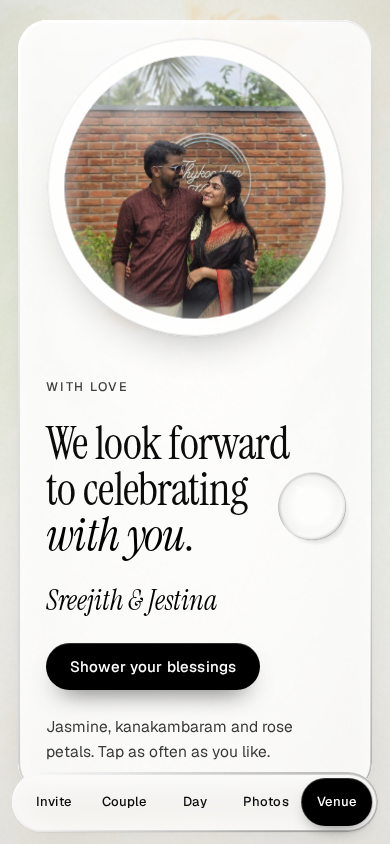 Thykoodam
WITH LOVE
We look forward
to celebrating
with you.
Sreejith & Jestina
Shower your blessings
Jasmine, kanakambaram and rose
petals. Tap as often as you like.
Invite
Couple
Day
Photos
Venue